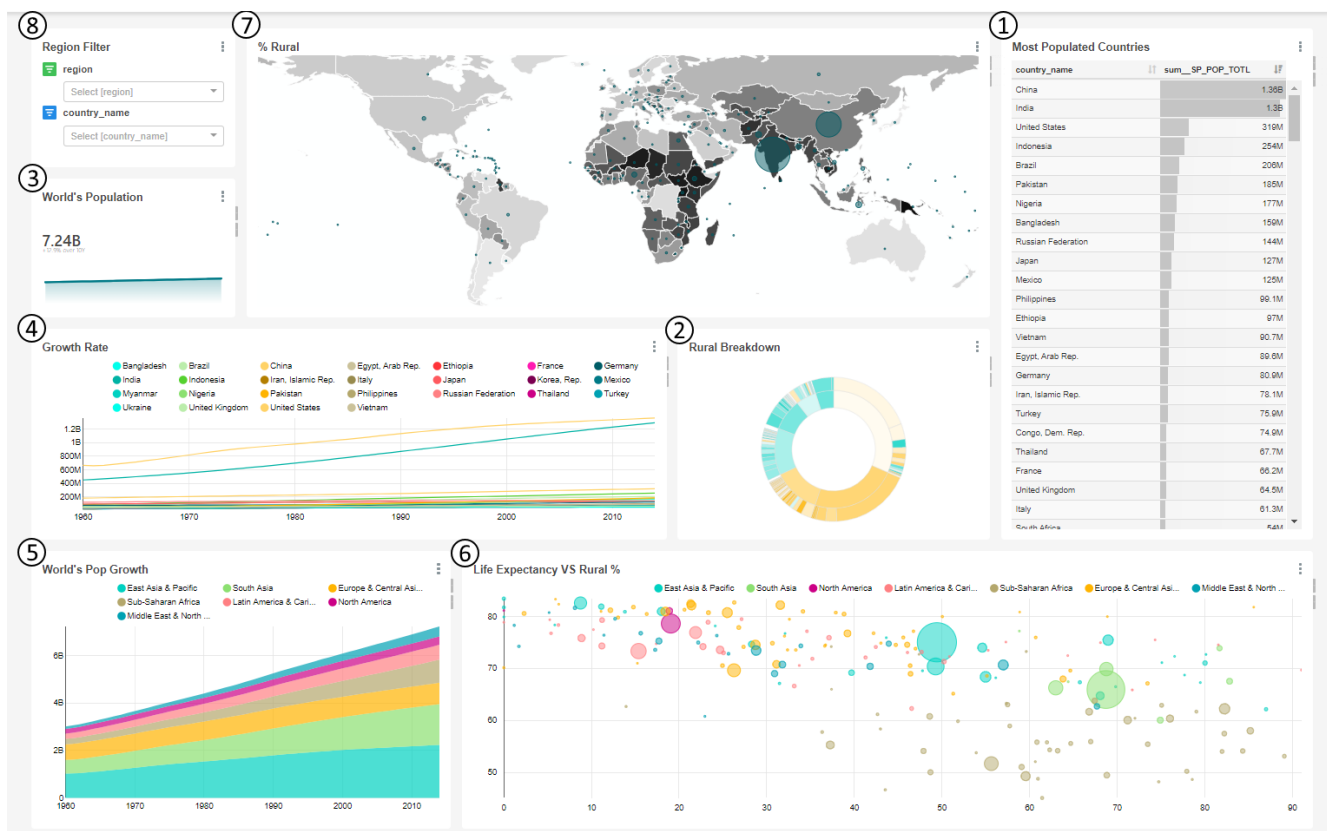 ⑧
Region Filter
region
Select [region]
country_name
Select [country_name]
⑦
% Rural
①
Most Populated Countries
country_name sum__SP_POP_TOTL
China 1.36B
India 1.3B
United States 319M
Indonesia 254M
Brazil 206M
Pakistan 185M
Nigeria 177M
Bangladesh 159M
Russian Federation 144M
Japan 127M
Mexico 125M
Philippines 99.1M
Ethiopia 97M
Vietnam 90.7M
Egypt, Arab Rep. 89.6M
Germany 80.9M
Iran, Islamic Rep. 78.1M
Turkey 75.9M
Congo, Dem. Rep. 74.9M
Thailand 67.7M
France 66.2M
United Kingdom 64.5M
Italy 61.3M
South Africa 54M
③
World's Population
7.24B
④
Growth Rate
Bangladesh Brazil China Egypt, Arab Rep. Ethiopia France Germany
India Indonesia Iran, Islamic Rep. Italy Japan Korea, Rep. Mexico
Myanmar Nigeria Pakistan Philippines Russian Federation Thailand Turkey
Ukraine United Kingdom United States Vietnam
1.2B
1B
800M
600M
400M
200M
1960 1970 1980 1990 2000 2010
②
Rural Breakdown
⑤
World's Pop Growth
East Asia & Pacific South Asia Europe & Central Asi...
Sub-Saharan Africa Latin America & Cari... North America
Middle East & North ...
6B
4B
2B
0
1960 1970 1980 1990 2000 2010
⑥
Life Expectancy VS Rural %
East Asia & Pacific South Asia North America Latin America & Cari... Sub-Saharan Africa Europe & Central Asi... Middle East & North ...
80
70
60
50
0 10 20 30 40 50 60 70 80 90